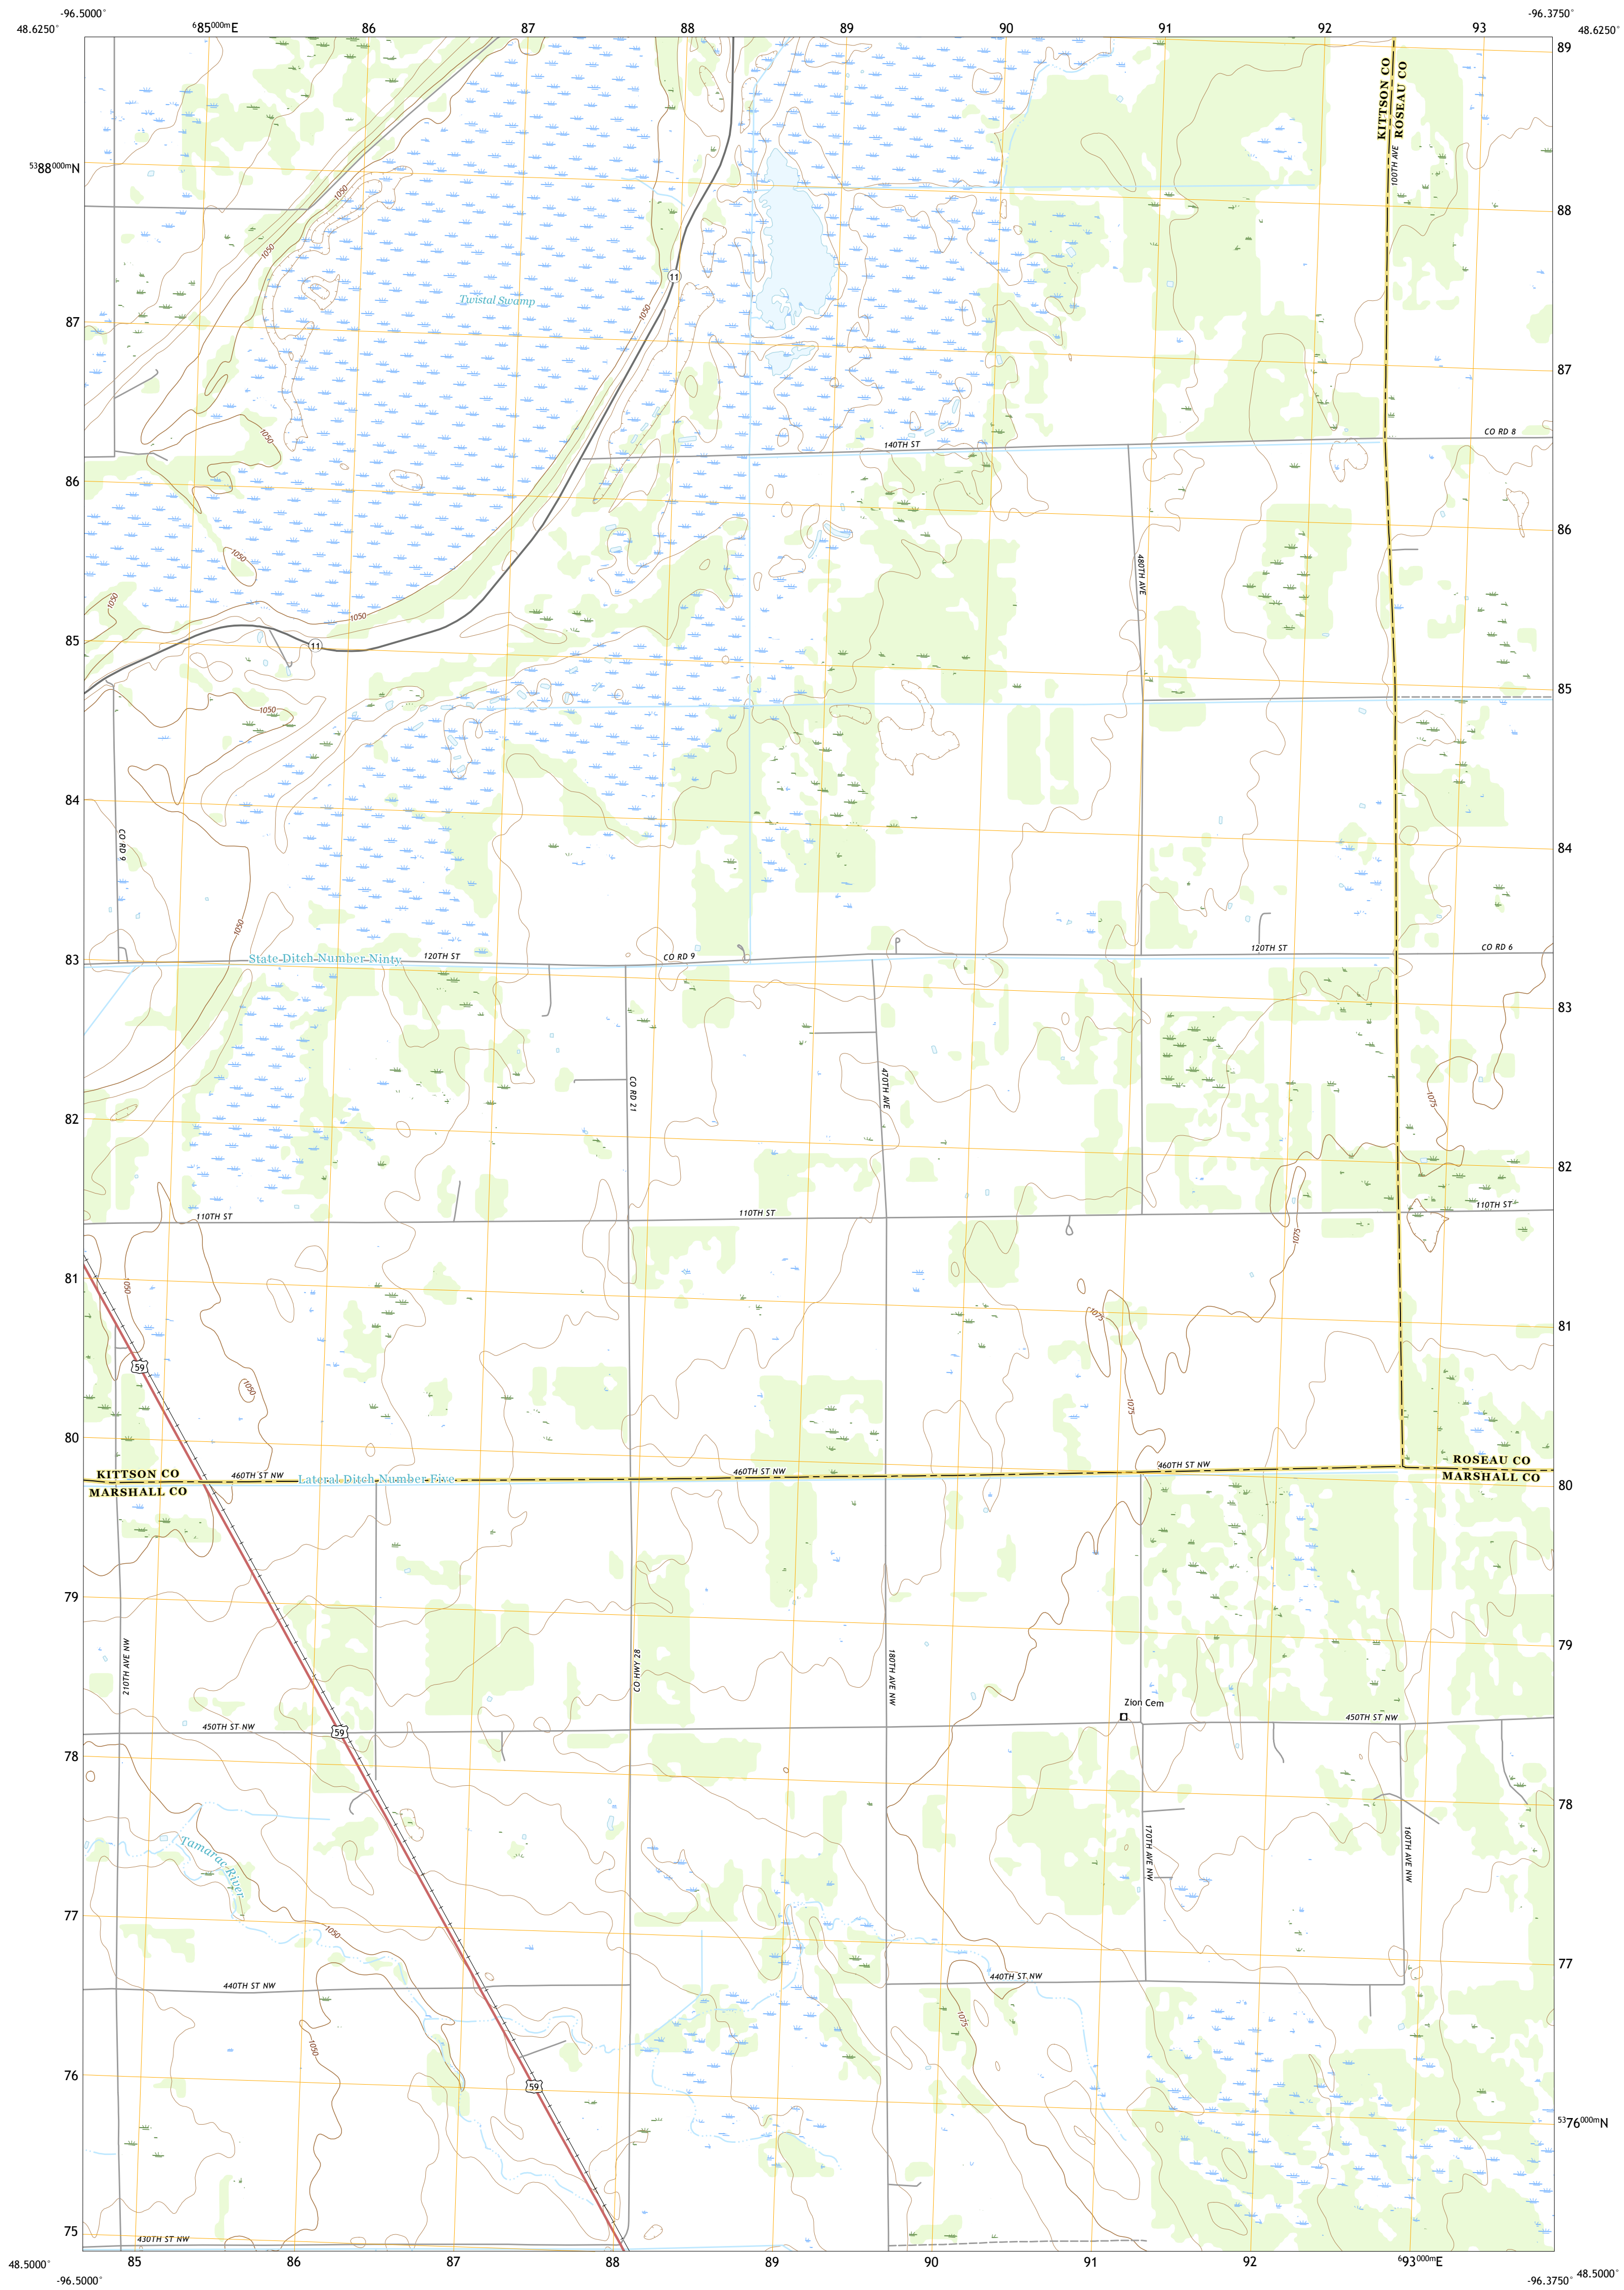 -96.5000°
-96.3750°
48.6250°
⁶85⁰⁰⁰ᵐE 86 87 88 89 90 91 92 93
48.6250°
89
KITTSON CO
ROSEAU CO
100TH AVE
⁵³88⁰⁰⁰ᵐN
88
1050
1050
11
Twistal Swamp
1050
87
87
CO RD 8
140TH ST
1050
86
86
1050
480TH AVE
1050
1050
85
11
85
1050
84
CO RD 9
84
1050
120TH ST
CO RD 6
83
State Ditch Number Ninty
120TH ST
CO RD 9
83
CO RD 21
470TH AVE
1075
82
82
110TH ST
110TH ST
110TH ST
1075
81
1050
1075
81
59
1050
1075
80
KITTSON CO
MARSHALL CO
460TH ST NW
Lateral Ditch Number Five
460TH ST NW
460TH ST NW
ROSEAU CO
MARSHALL CO
80
79
210TH AVE NW
CO HWY 28
180TH AVE NW
79
Zion Cem
450TH ST NW
59
450TH ST NW
78
78
Tamarac River
170TH AVE NW
160TH AVE NW
77
1050
77
440TH ST NW
440TH ST NW
1050
1075
76
59
⁵³76⁰⁰⁰ᵐN
75
430TH ST NW
48.5000°
85 86 87 88 89 90 91 92 ⁶93⁰⁰⁰ᵐE
48.5000°
-96.5000°
-96.3750°